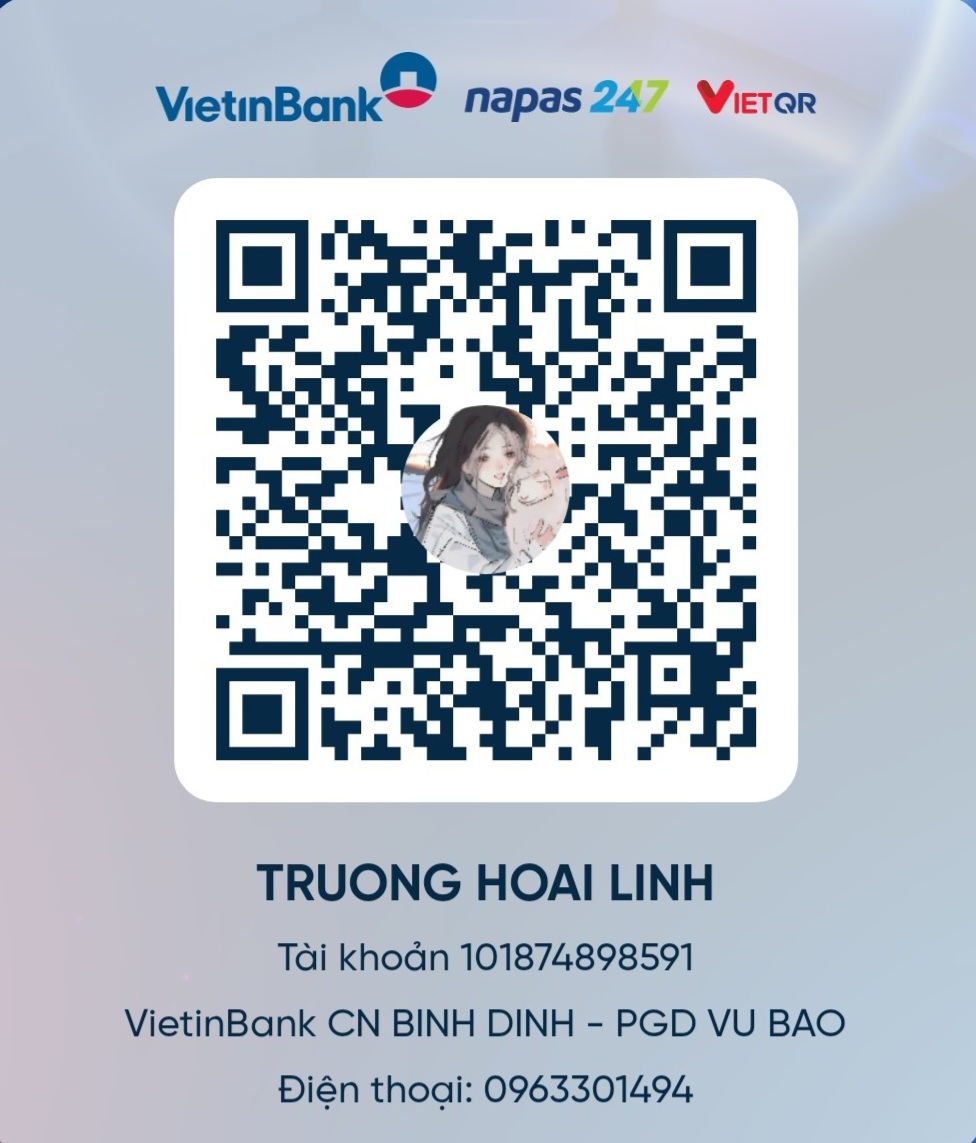 VietinBank napas 247 VIETQR
TRUONG HOAI LINH
Tài khoản 101874898591
VietinBank CN BINH DINH - PGD VU BAO
Điện thoại: 0963301494